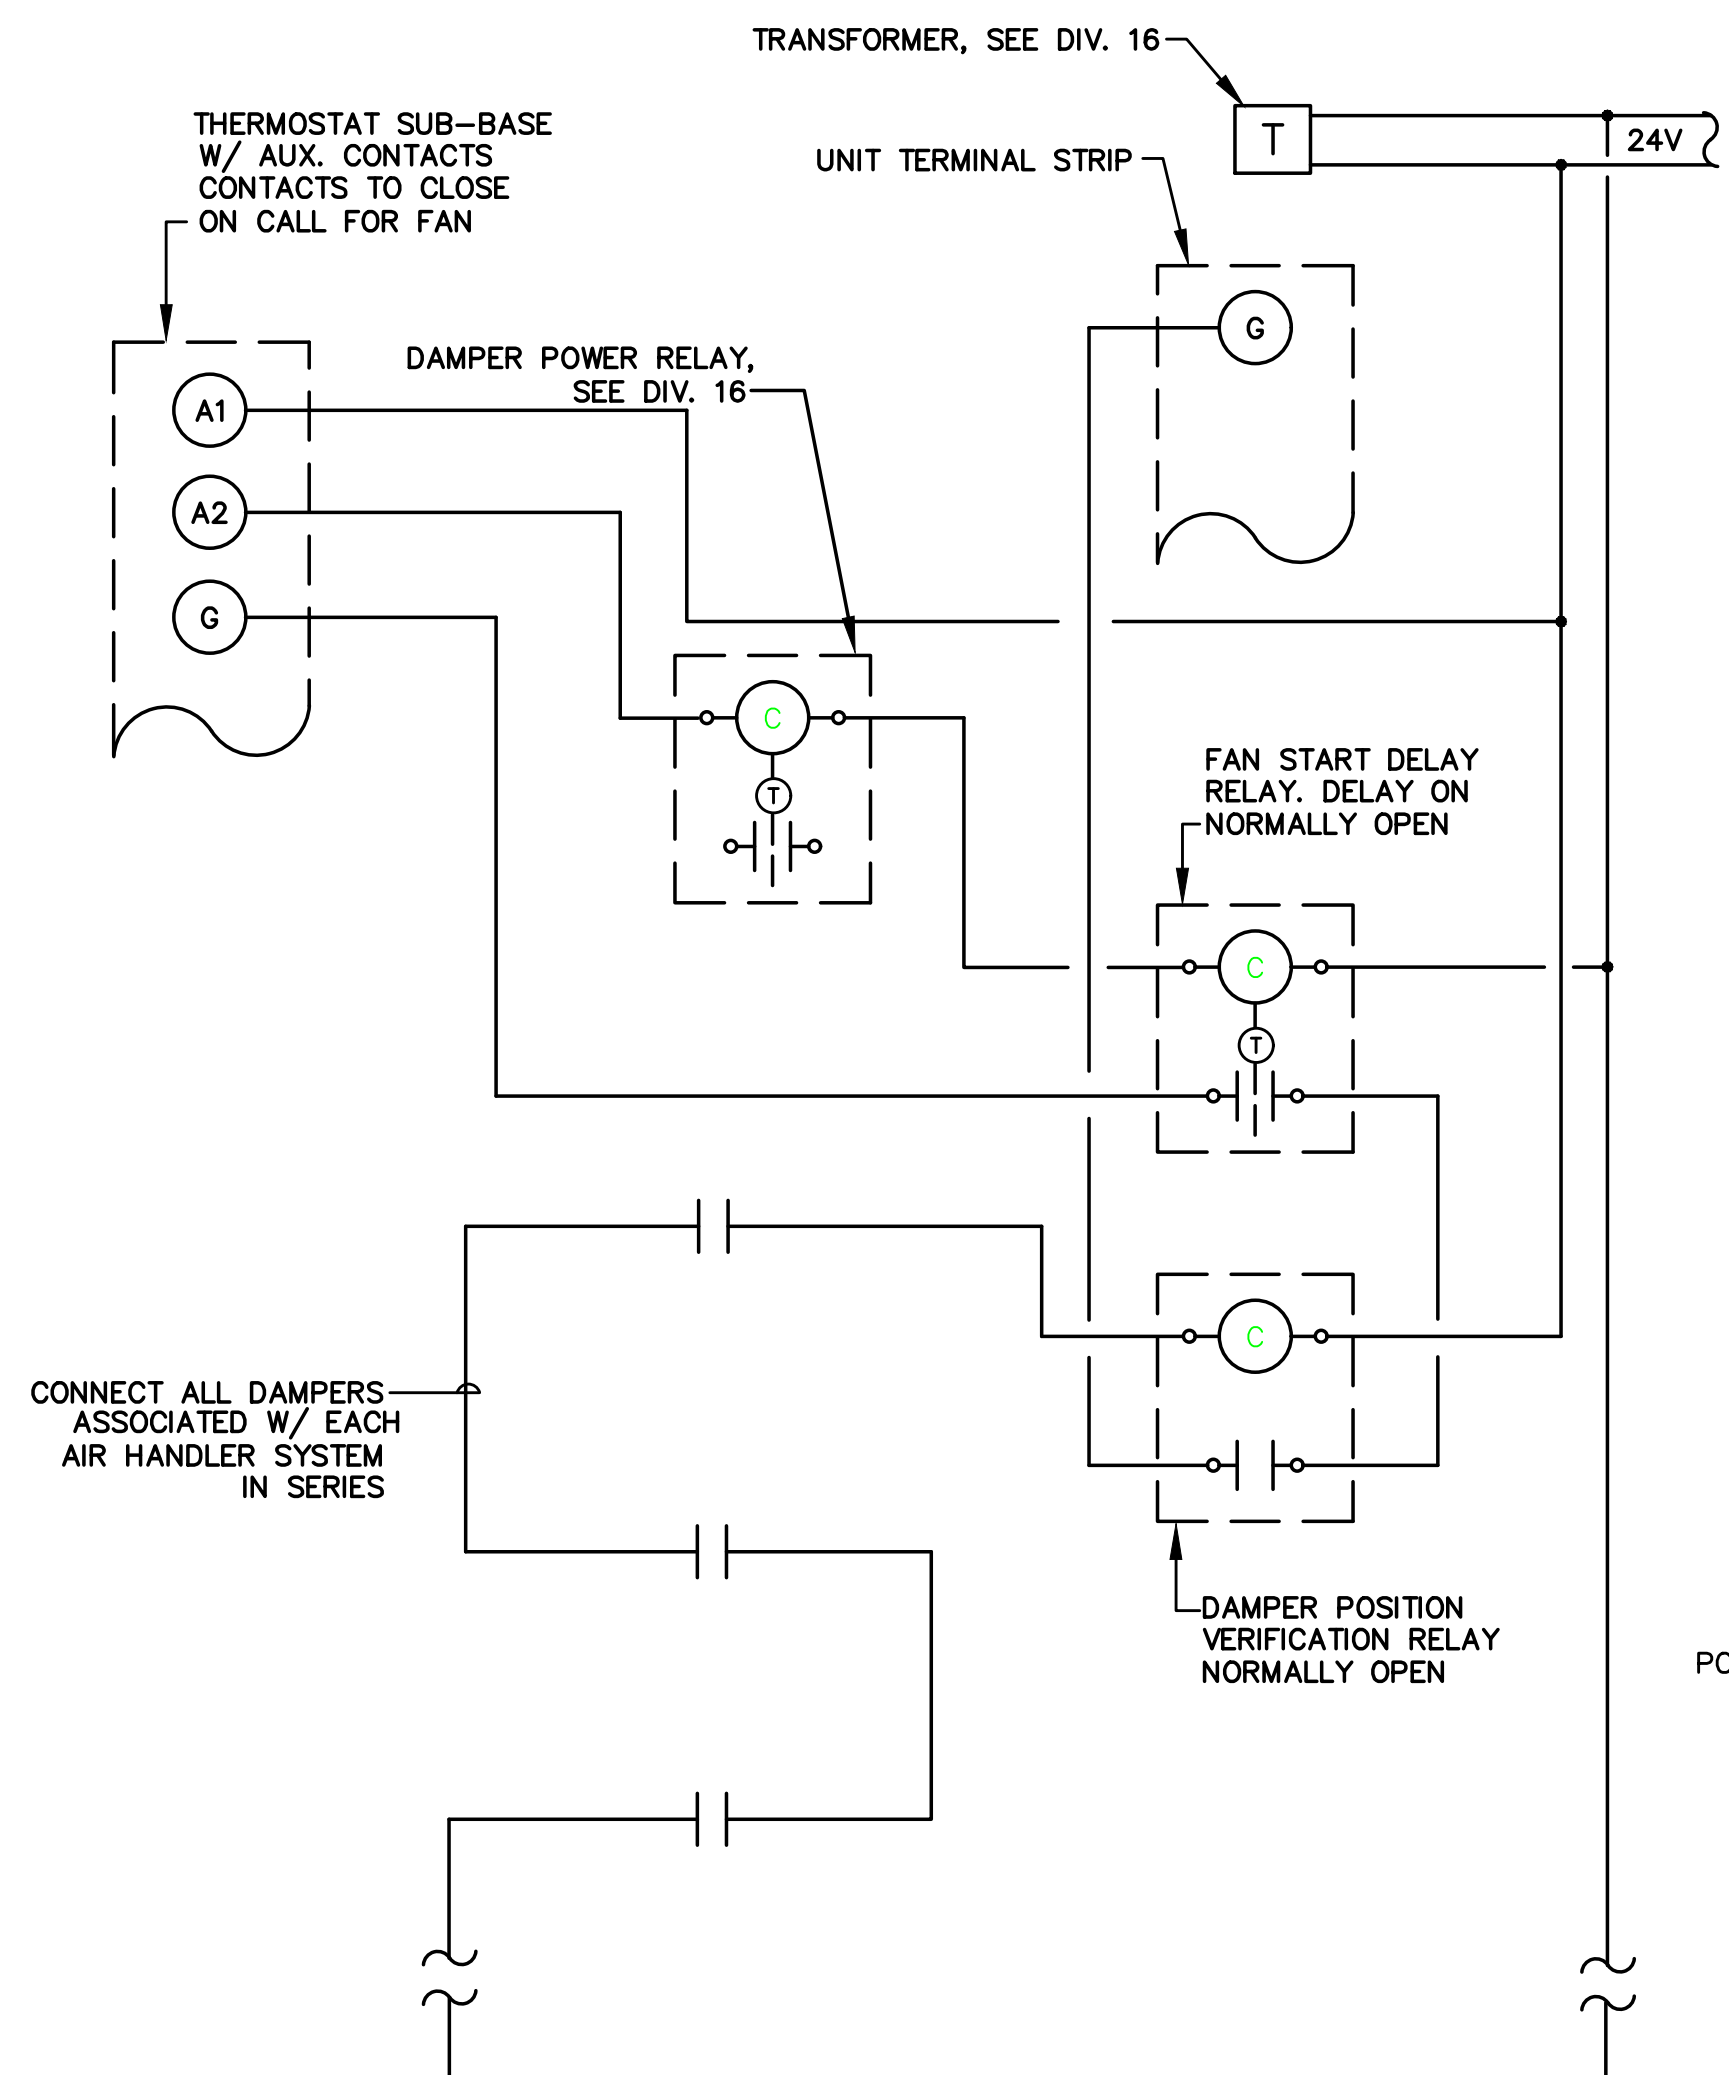 TRANSFORMER, SEE DIV. 16
T
24V
THERMOSTAT SUB-BASE
W/ AUX. CONTACTS
CONTACTS TO CLOSE
ON CALL FOR FAN
UNIT TERMINAL STRIP
G
DAMPER POWER RELAY,
SEE DIV. 16
A1
A2
G
C
T
FAN START DELAY
RELAY. DELAY ON
NORMALLY OPEN
C
T
C
CONNECT ALL DAMPERS
ASSOCIATED W/ EACH
AIR HANDLER SYSTEM
IN SERIES
DAMPER POSITION
VERIFICATION RELAY
NORMALLY OPEN